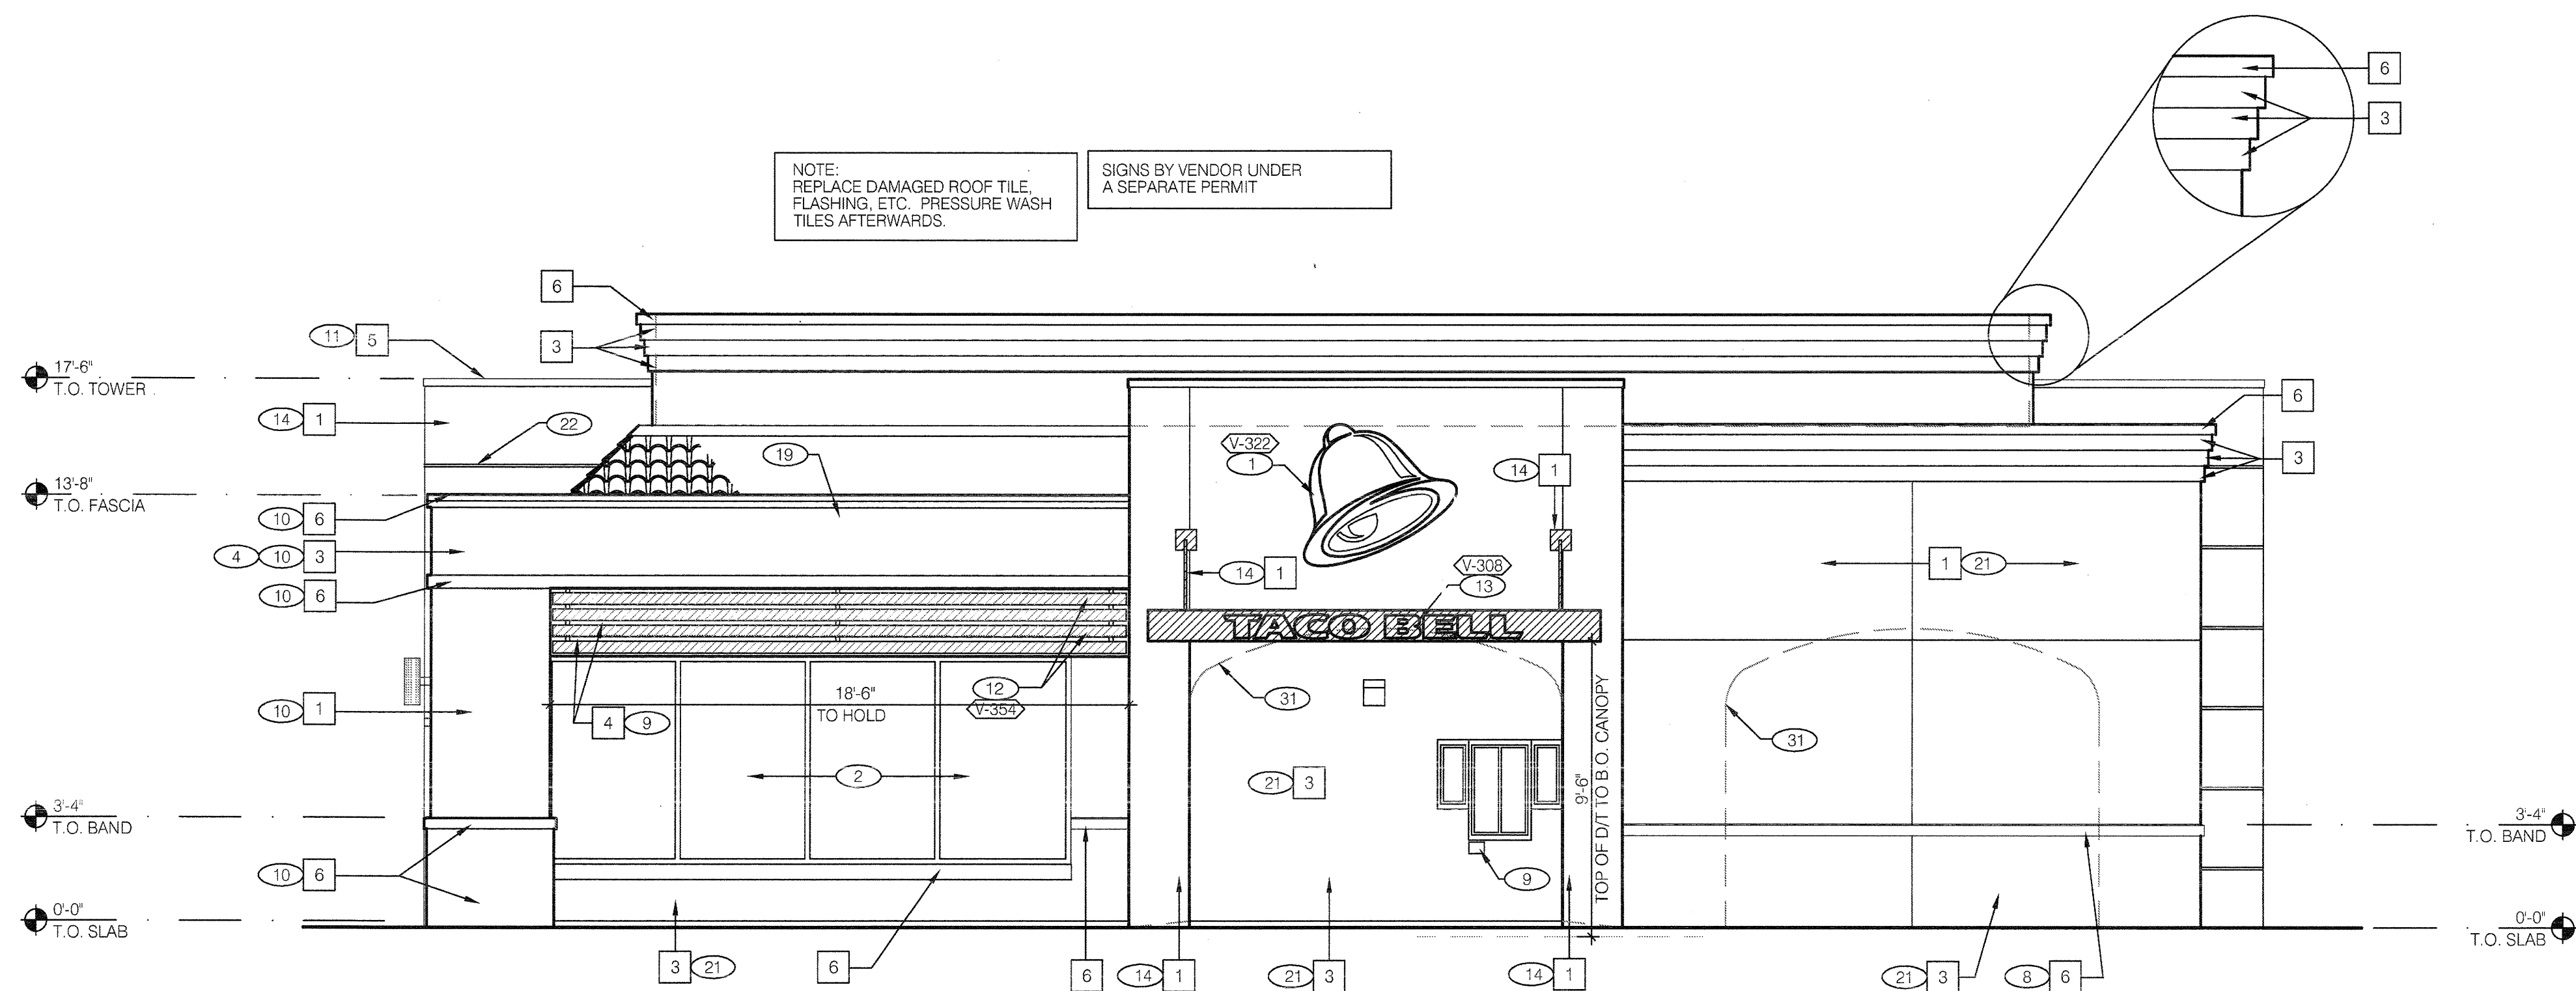 6
3
NOTE:
REPLACE DAMAGED ROOF TILE,
FLASHING, ETC. PRESSURE WASH
TILES AFTERWARDS.
SIGNS BY VENDOR UNDER
A SEPARATE PERMIT
6
3
11 5
17'-6"
T.O. TOWER
14 1
22
19
V-322
1
14 1
6
3
13'-8"
T.O. FASCIA
10 6
4 10 3
10 6
14 1
V-308
13
1 21
TACO BELL
10 1
18'-6"
TO HOLD
12
V-354
4 9
31
31
2
21 3
9'-6"
TOP OF D/T TO B.O. CANOPY
3'-4"
T.O. BAND
3'-4"
T.O. BAND
10 6
9
0'-0"
T.O. SLAB
0'-0"
T.O. SLAB
3 21
6
6
14 1
21 3
14 1
21 3
8 6